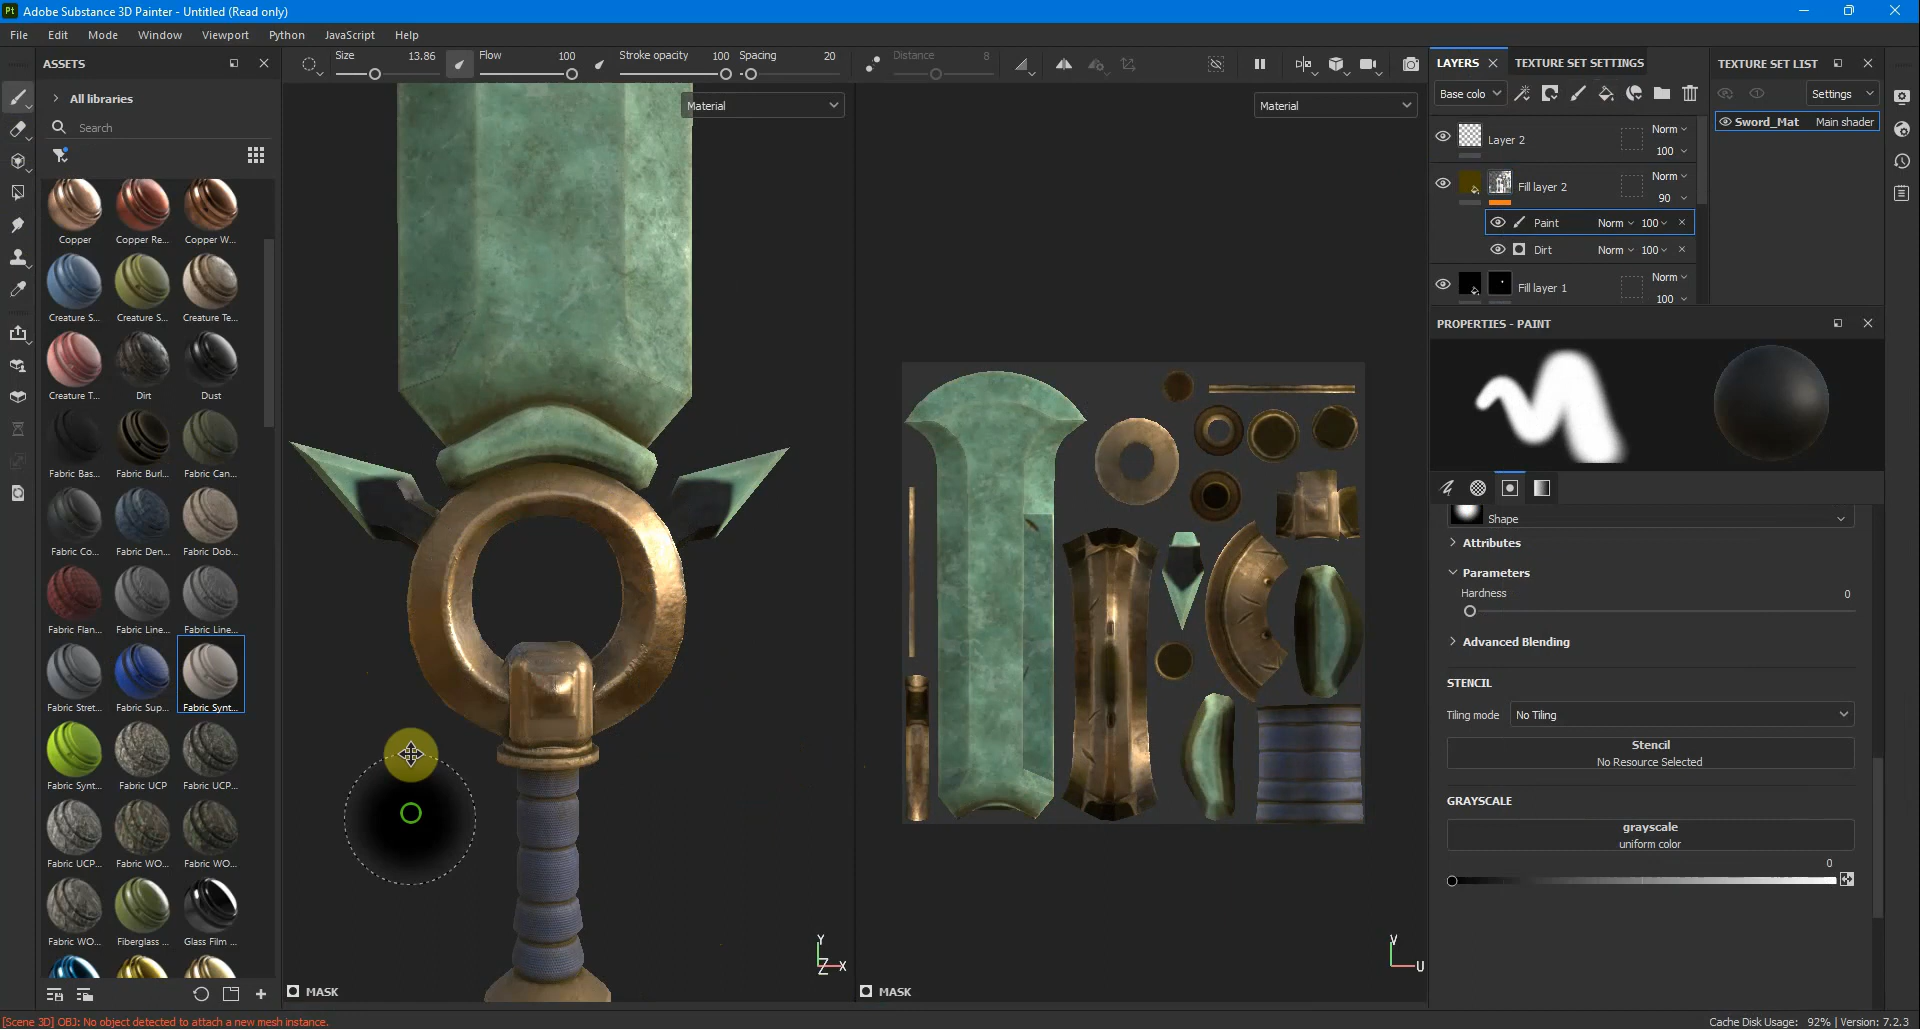 Pt Adobe Substance 3D Painter - Untitled (Read only)
File Edit Mode Window Viewport Python JavaScript Help
ASSETS
All libraries
Search
Copper Copper Re... Copper W...
Creature S... Creature S... Creature Te...
Creature T... Dirt Dust
Fabric Bas... Fabric Burl... Fabric Can...
Fabric Co... Fabric Den... Fabric Dob...
Fabric Flan... Fabric Line... Fabric Line...
Fabric Stret... Fabric Sup... Fabric Synt...
Fabric Synt... Fabric UCP Fabric UCP...
Fabric UCP... Fabric WO... Fabric WO...
Fabric WO... Fiberglass ... Glass Film ...
Size 13.86 Flow 100 Stroke opacity 100 Spacing 20 Distance 8
Material
Material
Y
Z X
MASK
V
U
MASK
LAYERS TEXTURE SET SETTINGS
Base colo
Layer 2 Norm 100
Fill layer 2 Norm 90
Paint Norm 100
Dirt Norm 100
Fill layer 1 Norm 100
TEXTURE SET LIST
Settings
Sword_Mat Main shader
PROPERTIES - PAINT
Shape
Attributes
Parameters
Hardness 0
Advanced Blending
STENCIL
Tiling mode No Tiling
Stencil
No Resource Selected
GRAYSCALE
grayscale
uniform color
0
[Scene 3D] OBJ: No object detected to attach a new mesh instance.
Cache Disk Usage: 92% | Version: 7.2.3